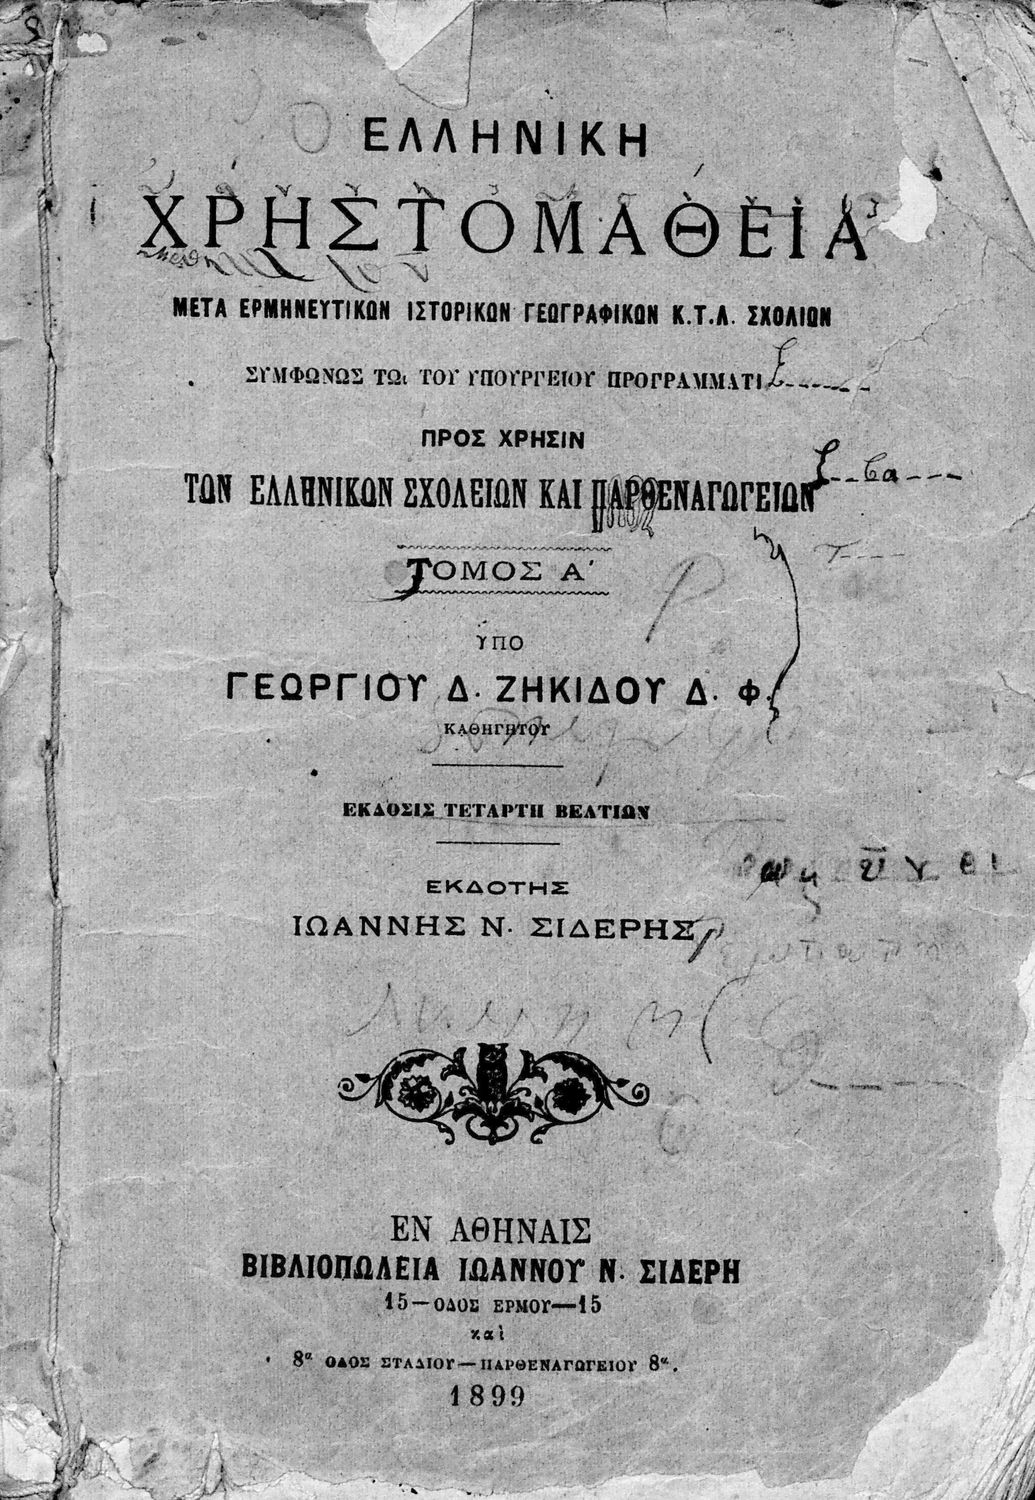 ΕΛΛΗΝΙΚΗ
ΧΡΗΣΤΟΜΑΘΕΙΑ
ΜΕΤΑ ΕΡΜΗΝΕΥΤΙΚΩΝ ΙΣΤΟΡΙΚΩΝ ΓΕΩΓΡΑΦΙΚΩΝ Κ.Τ.Λ. ΣΧΟΛΙΩΝ
ΣΥΜΦΩΝΩΣ ΤΩι ΤΟΥ ΥΠΟΥΡΓΕΙΟΥ ΠΡΟΓΡΑΜΜΑΤΙ
ΠΡΟΣ ΧΡΗΣΙΝ
ΤΩΝ ΕΛΛΗΝΙΚΩΝ ΣΧΟΛΕΙΩΝ ΚΑΙ ΠΑΡΘΕΝΑΓΩΓΕΙΩΝ
ΤΟΜΟΣ Α΄
ΥΠΟ
ΓΕΩΡΓΙΟΥ Δ. ΖΗΚΙΔΟΥ Δ. Φ.
ΚΑΘΗΓΗΤΟΥ
ΕΚΔΟΣΙΣ ΤΕΤΑΡΤΗ ΒΕΛΤΙΩΝ
ΕΚΔΟΤΗΣ
ΙΩΑΝΝΗΣ Ν. ΣΙΔΕΡΗΣ
ΕΝ ΑΘΗΝΑΙΣ
ΒΙΒΛΙΟΠΩΛΕΙΑ ΙΩΑΝΝΟΥ Ν. ΣΙΔΕΡΗ
15—ΟΔΟΣ ΕΡΜΟΥ—15
καὶ
8α ΟΔΟΣ ΣΤΑΔΙΟΥ—ΠΑΡΘΕΝΑΓΩΓΕΙΟΥ 8α.
1899